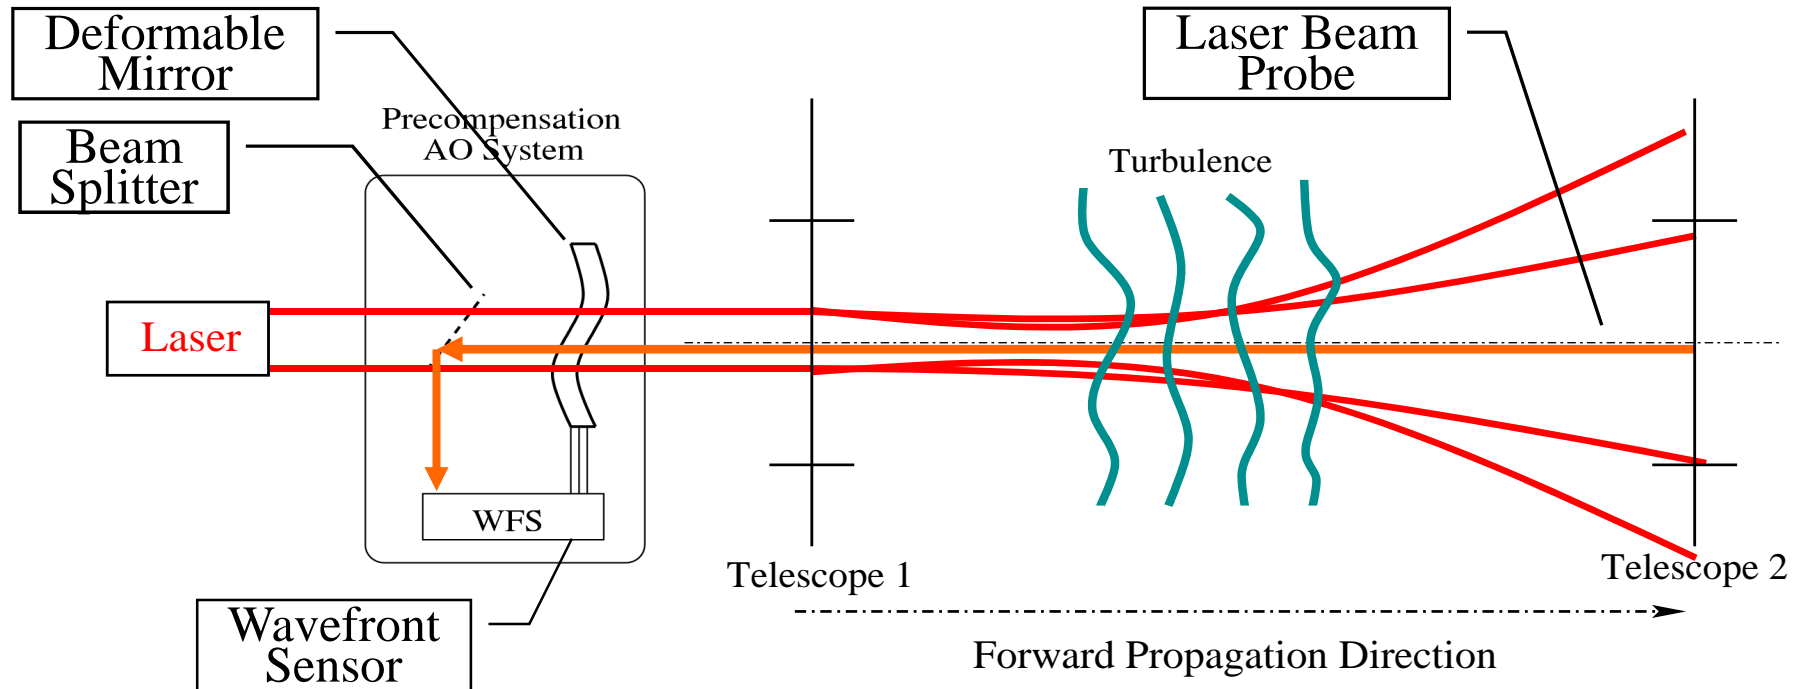 Deformable
Mirror
Laser Beam
Probe
Precompensation
AO System
Beam
Splitter
Turbulence
Laser
WFS
Telescope 1
Telescope 2
Wavefront
Sensor
Forward Propagation Direction